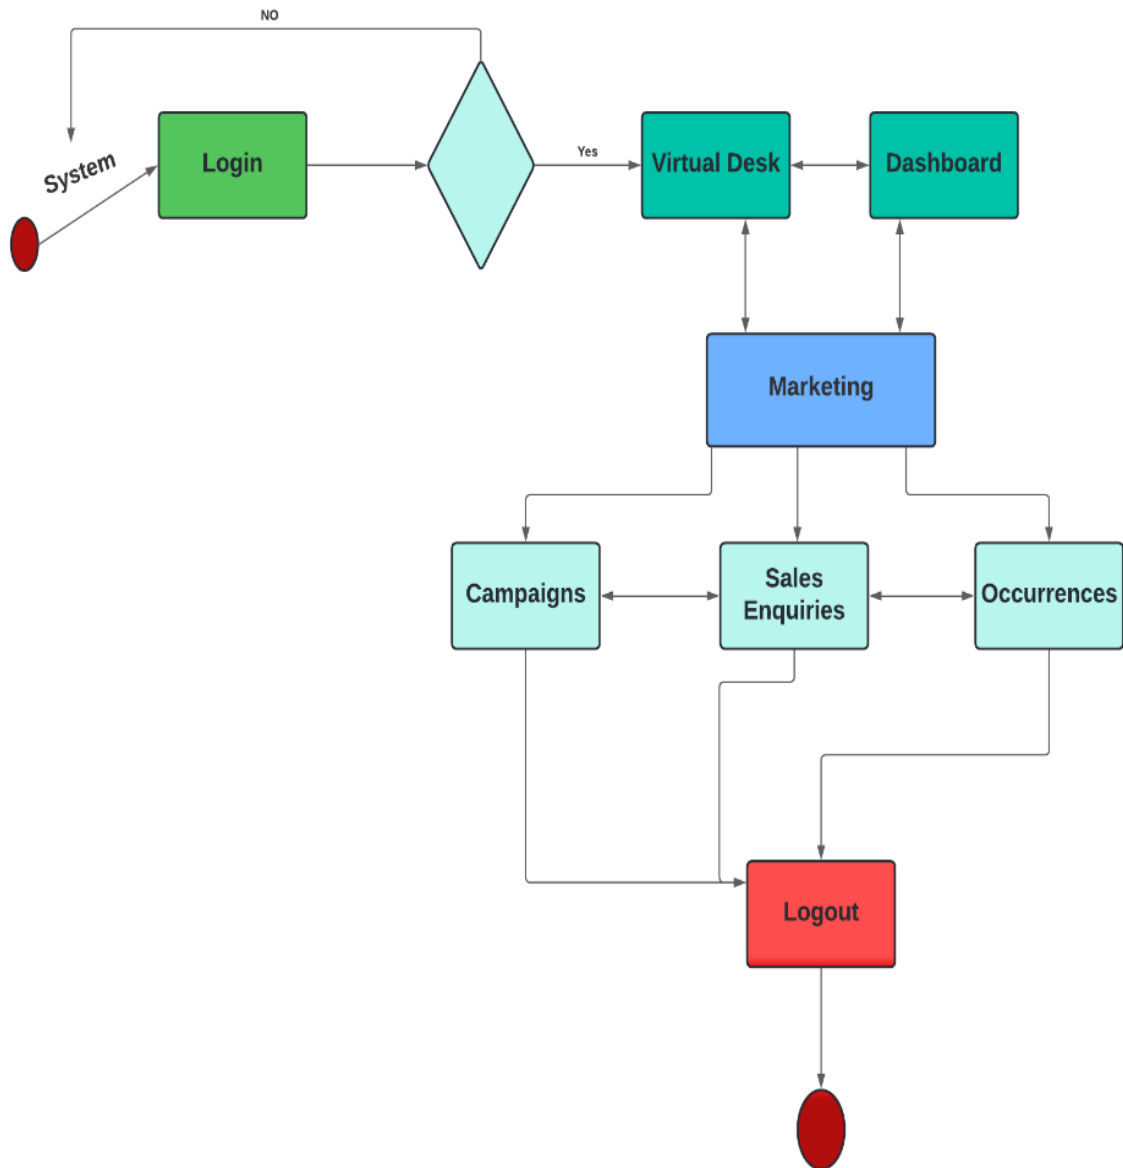 NO
System
Login
Yes
Virtual Desk
Dashboard
Marketing
Campaigns
Sales
Enquiries
Occurrences
Logout